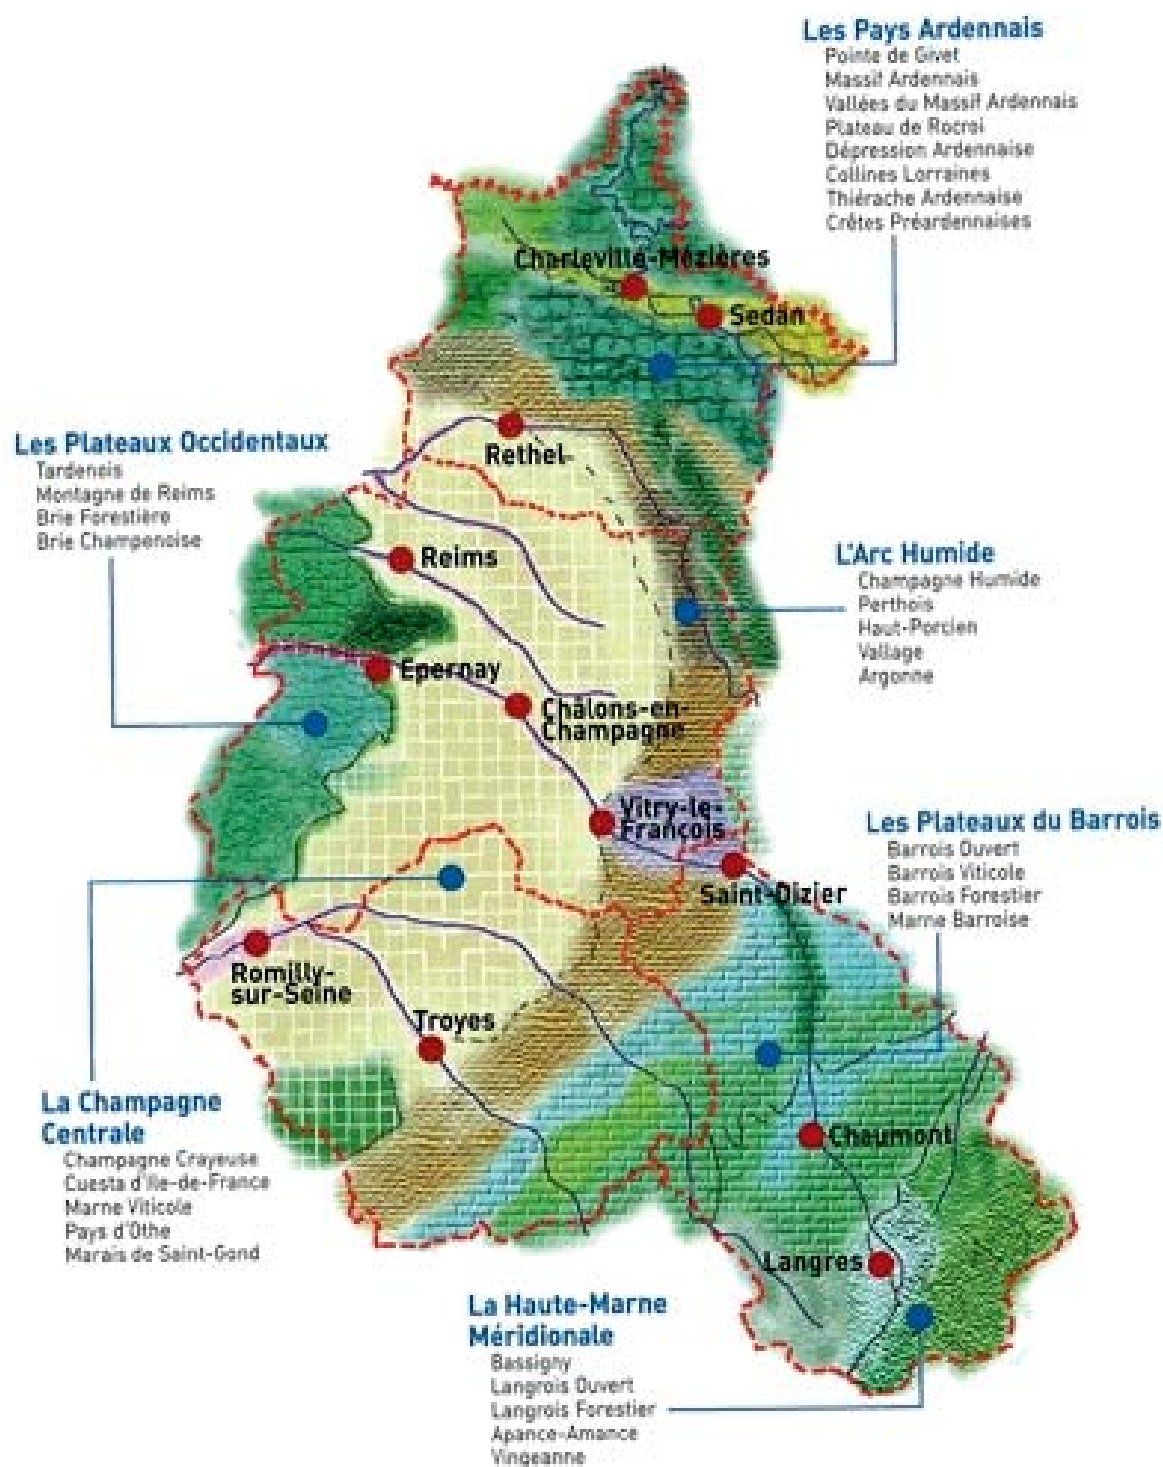 Les Pays Ardennais
Pointe de Givet
Massif Ardennais
Vallées du Massif Ardennais
Plateau de Rocroi
Dépression Ardennaise
Collines Lorraines
Thiérache Ardennaise
Crêtes Préardennaises
Charleville-Mézières
Sedan
Rethel
Les Plateaux Occidentaux
Tardenois
Montagne de Reims
Brie Forestière
Brie Champenoise
Reims
L'Arc Humide
Champagne Humide
Perthois
Haut-Porcien
Vallage
Argonne
Epernay
Châlons-en-
Champagne
Vitry-le-
François
Les Plateaux du Barrois
Barrois Ouvert
Barrois Viticole
Barrois Forestier
Marne Barroise
Saint-Dizier
Romilly-
sur-Seine
Troyes
La Champagne
Centrale
Champagne Crayeuse
Cuesta d'Ile-de-France
Marne Viticole
Pays d'Othe
Marais de Saint-Gond
Chaumont
Langres
La Haute-Marne
Méridionale
Bassigny
Langrois Ouvert
Langrois Forestier
Apance-Amance
Vingeanne